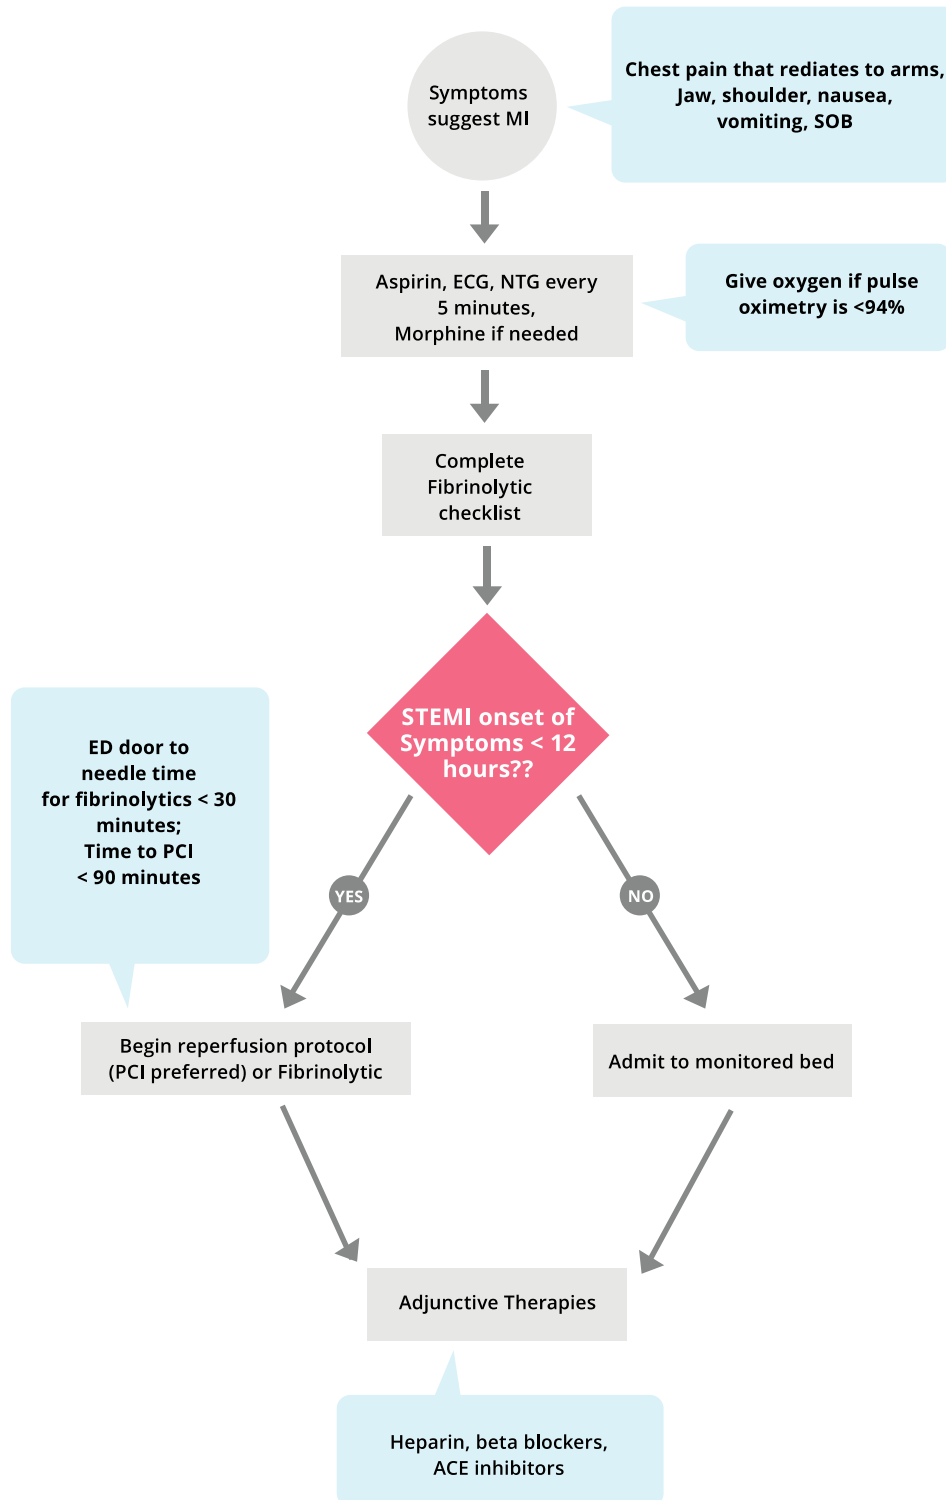 Symptoms
suggest MI
Chest pain that rediates to arms,
Jaw, shoulder, nausea,
vomiting, SOB
Aspirin, ECG, NTG every
5 minutes,
Morphine if needed
Give oxygen if pulse
oximetry is <94%
Complete
Fibrinolytic
checklist
STEMI onset of
Symptoms < 12
hours??
ED door to
needle time
for fibrinolytics < 30
minutes;
Time to PCI
< 90 minutes
YES
NO
Begin reperfusion protocol
(PCI preferred) or Fibrinolytic
Admit to monitored bed
Adjunctive Therapies
Heparin, beta blockers,
ACE inhibitors